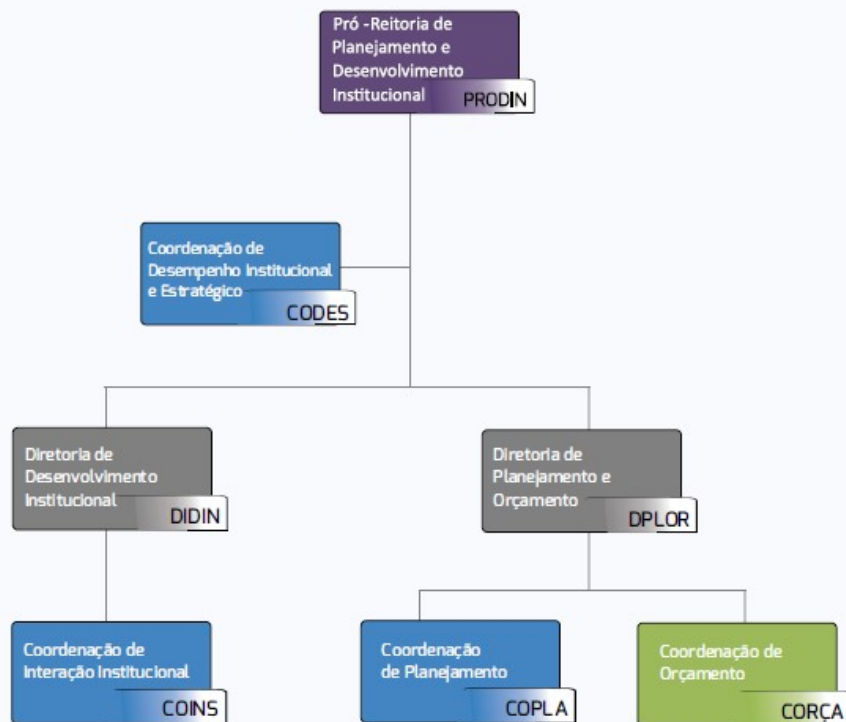 Pró -Reitoria de
Planejamento e
Desenvolvimento
Institucional
PRODIN
Coordenação de
Desempenho Institucional
e Estratégico
CODES
Diretoria de
Desenvolvimento
Institucional
DIDIN
Diretoria de
Planejamento e
Orçamento
DPLOR
Coordenação de
Interação Institucional
COINS
Coordenação
de Planejamento
COPLA
Coordenação de
Orçamento
CORÇA